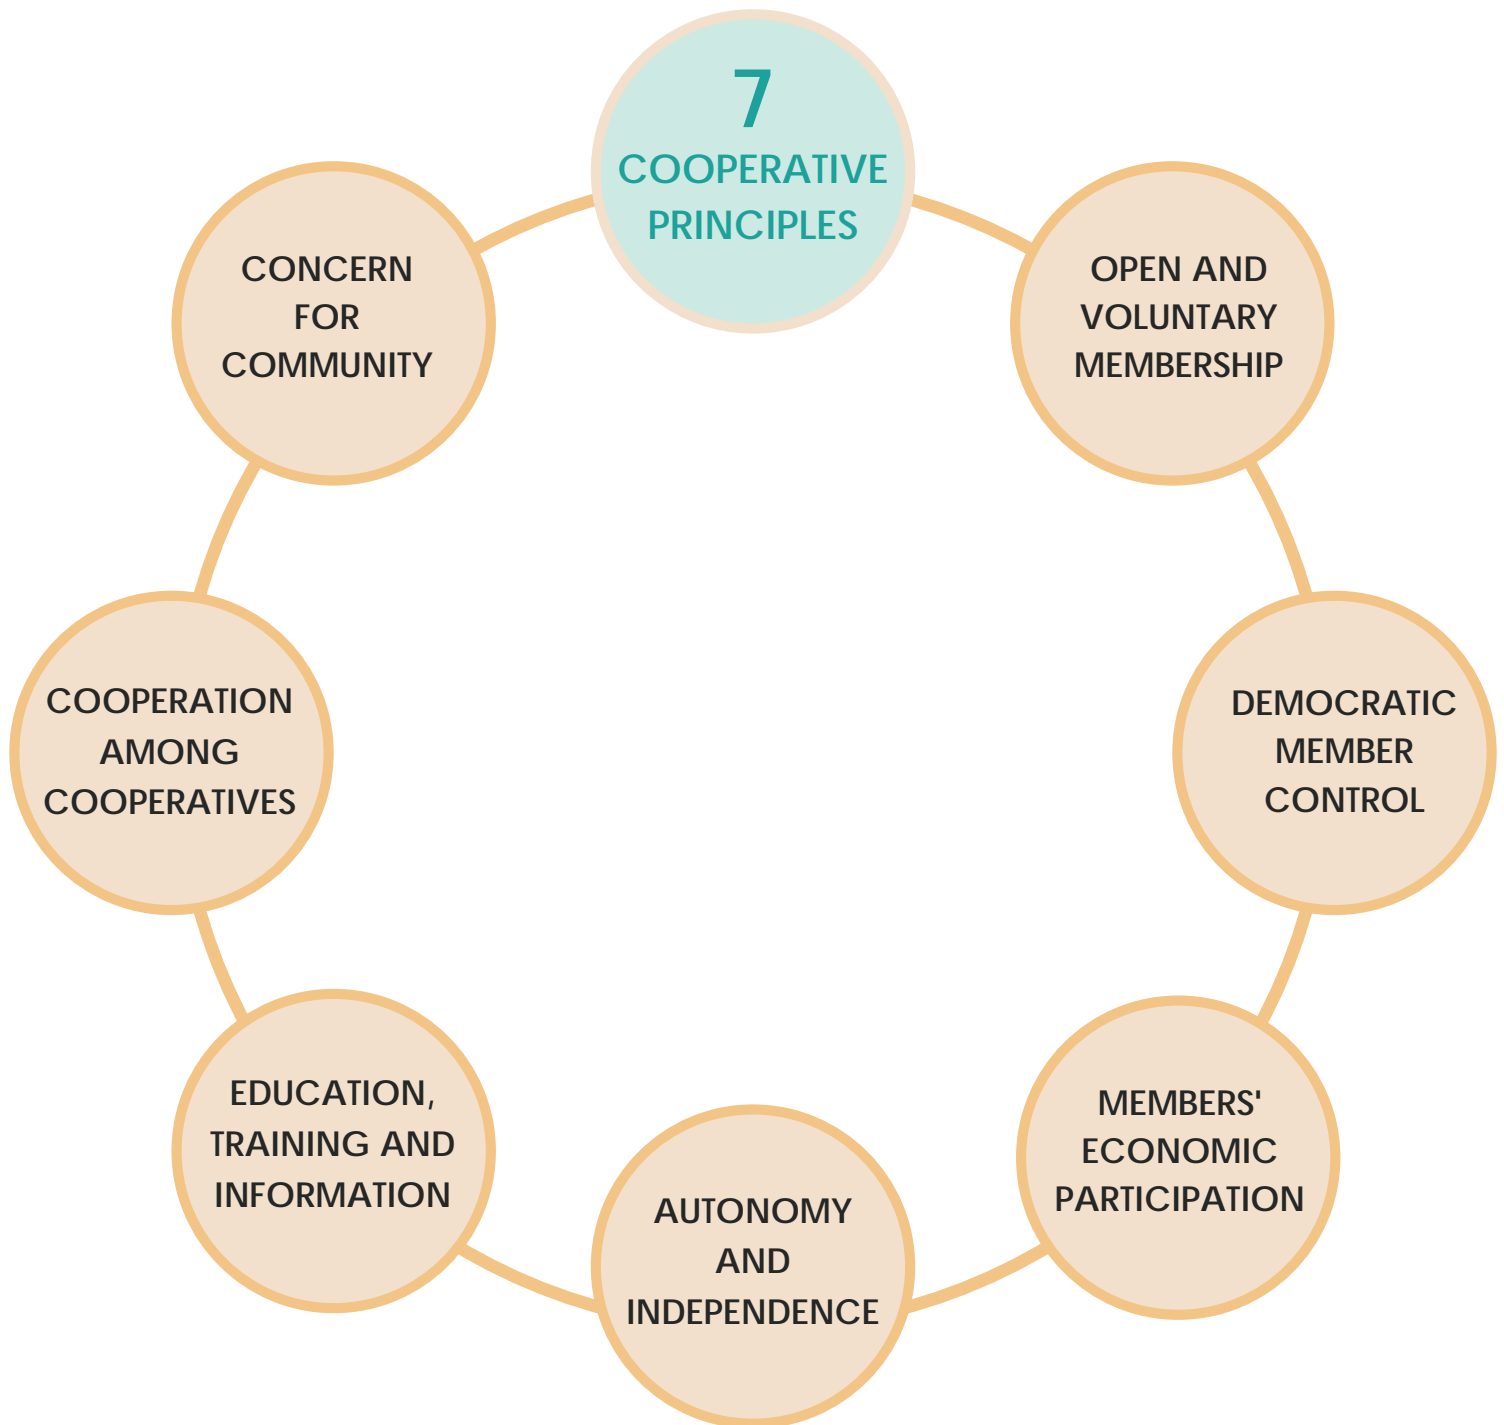 7
COOPERATIVE
PRINCIPLES
OPEN AND
VOLUNTARY
MEMBERSHIP
DEMOCRATIC
MEMBER
CONTROL
MEMBERS'
ECONOMIC
PARTICIPATION
AUTONOMY
AND
INDEPENDENCE
EDUCATION,
TRAINING AND
INFORMATION
COOPERATION
AMONG
COOPERATIVES
CONCERN
FOR
COMMUNITY